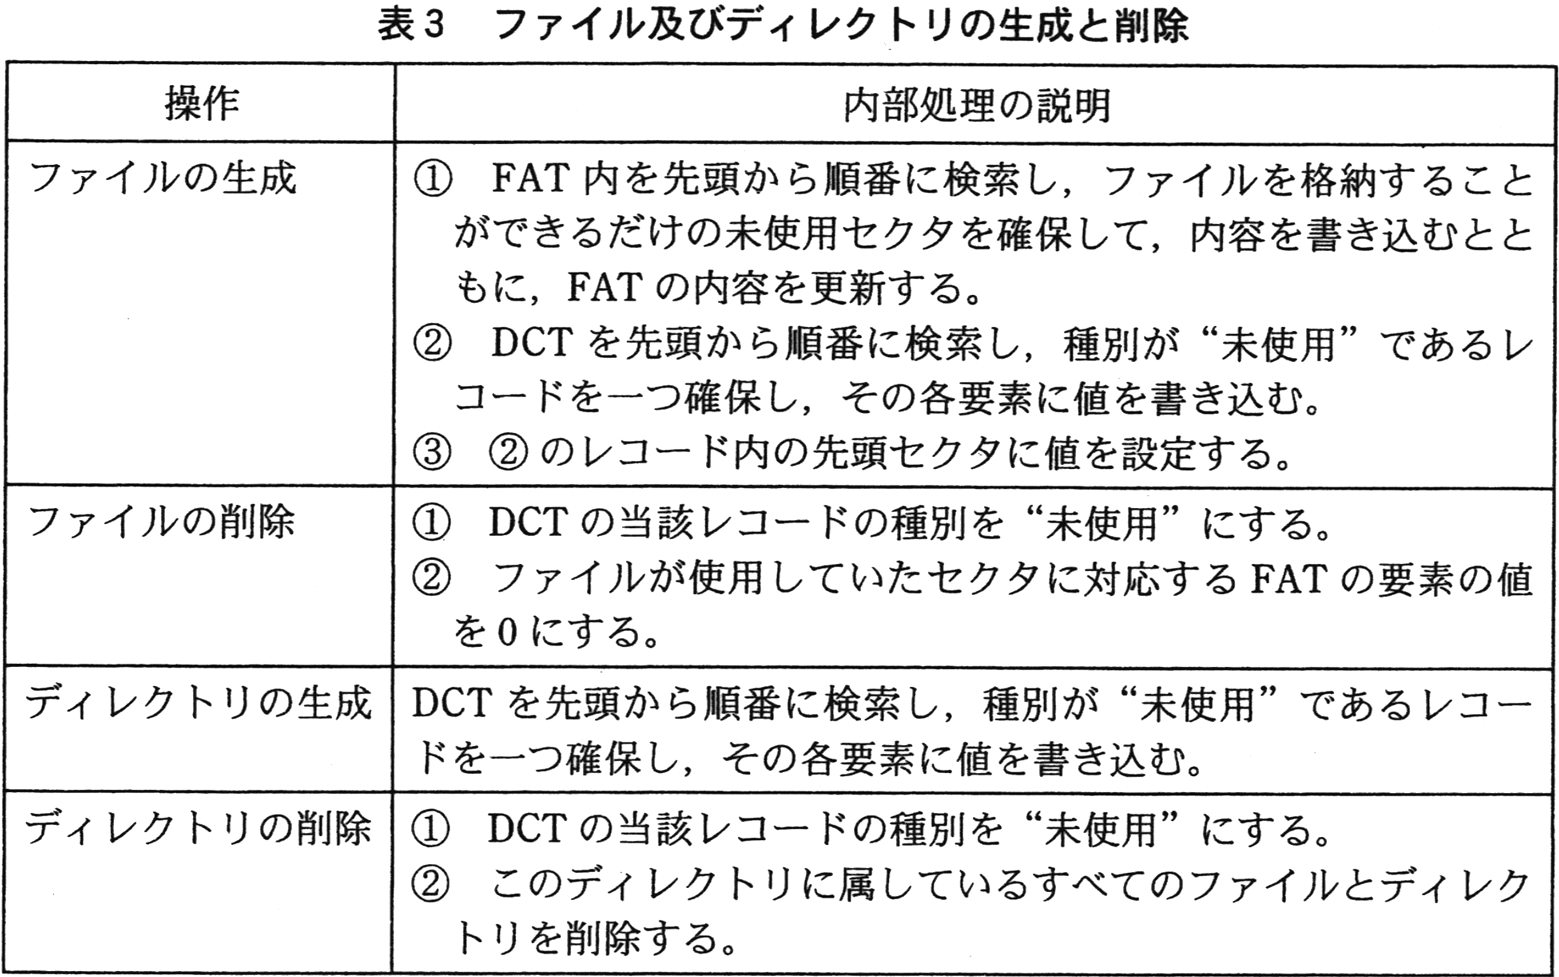 表3　ファイル及びディレクトリの生成と削除
操作　内部処理の説明
ファイルの生成　①　FAT 内を先頭から順番に検索し，ファイルを格納すること
ができるだけの未使用セクタを確保して，内容を書き込むとと
もに，FAT の内容を更新する。
②　DCT を先頭から順番に検索し，種別が“未使用”であるレ
コードを一つ確保し，その各要素に値を書き込む。
③　② のレコード内の先頭セクタに値を設定する。
ファイルの削除　①　DCT の当該レコードの種別を“未使用”にする。
②　ファイルが使用していたセクタに対応する FAT の要素の値
を 0 にする。
ディレクトリの生成　DCT を先頭から順番に検索し，種別が“未使用”であるレコー
ドを一つ確保し，その各要素に値を書き込む。
ディレクトリの削除　①　DCT の当該レコードの種別を“未使用”にする。
②　このディレクトリに属しているすべてのファイルとディレク
トリを削除する。